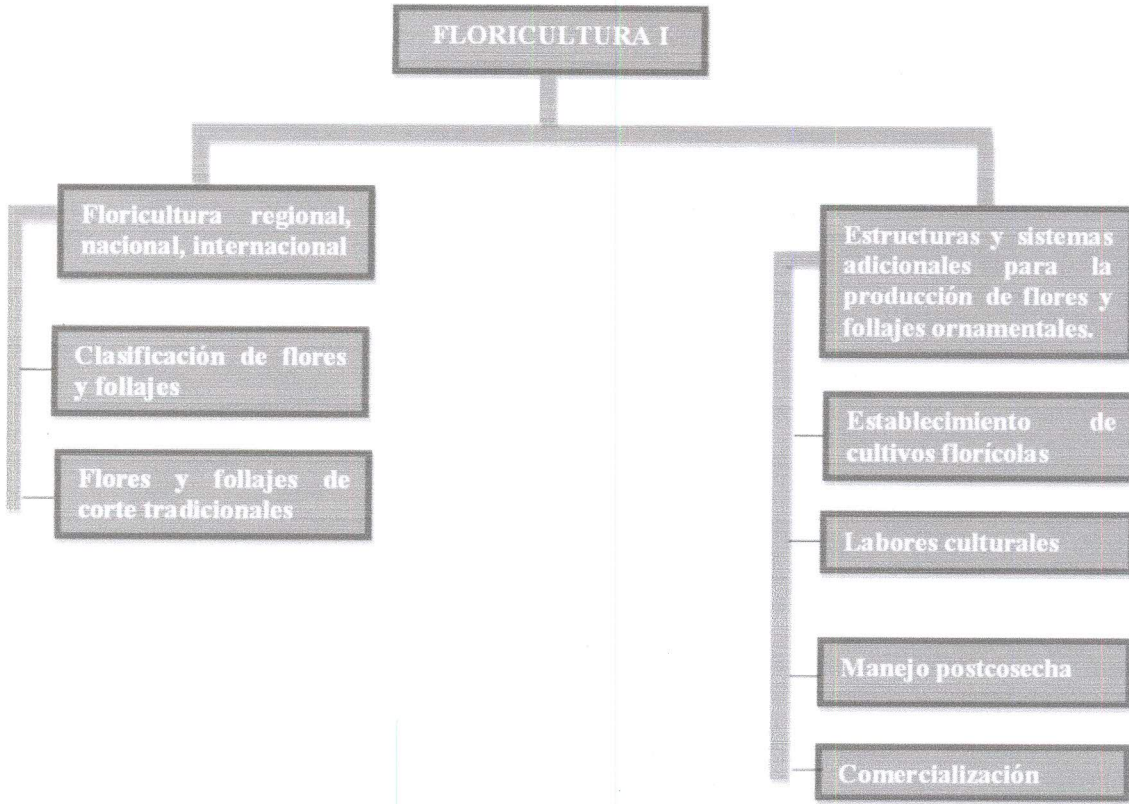 FLORICULTURA I
Floricultura regional,
nacional, internacional
Clasificación de flores
y follajes
Flores y follajes de
corte tradicionales
Estructuras y sistemas
adicionales para la
producción de flores y
follajes ornamentales.
Establecimiento de
cultivos florícolas
Labores culturales
Manejo postcosecha
Comercialización